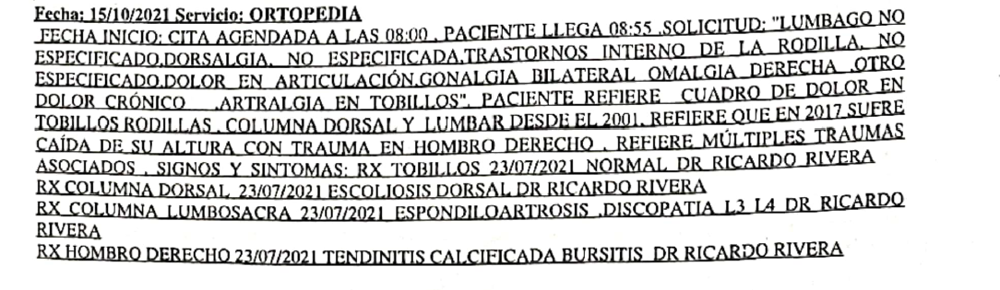 Fecha: 15/10/2021 Servicio: ORTOPEDIA
FECHA INICIO: CITA AGENDADA A LAS 08:00 . PACIENTE LLEGA 08:55 .SOLICITUD: "LUMBAGO NO
ESPECIFICADO.DORSALGIA, NO ESPECIFICADA.TRASTORNOS INTERNO DE LA RODILLA, NO
ESPECIFICADO.DOLOR EN ARTICULACIÓN.GONALGIA BILATERAL OMALGIA DERECHA .OTRO
DOLOR CRÓNICO .ARTRALGIA EN TOBILLOS". PACIENTE REFIERE CUADRO DE DOLOR EN
TOBILLOS RODILLAS . COLUMNA DORSAL Y LUMBAR DESDE EL 2001. REFIERE QUE EN 2017 SUFRE
CAÍDA DE SU ALTURA CON TRAUMA EN HOMBRO DERECHO . REFIERE MÚLTIPLES TRAUMAS
ASOCIADOS . SIGNOS Y SINTOMAS: RX TOBILLOS 23/07/2021 NORMAL DR RICARDO RIVERA
RX COLUMNA DORSAL 23/07/2021 ESCOLIOSIS DORSAL DR RICARDO RIVERA
RX COLUMNA LUMBOSACRA 23/07/2021 ESPONDILOARTROSIS .DISCOPATIA L3 L4 DR RICARDO
RIVERA
RX HOMBRO DERECHO 23/07/2021 TENDINITIS CALCIFICADA BURSITIS DR RICARDO RIVERA